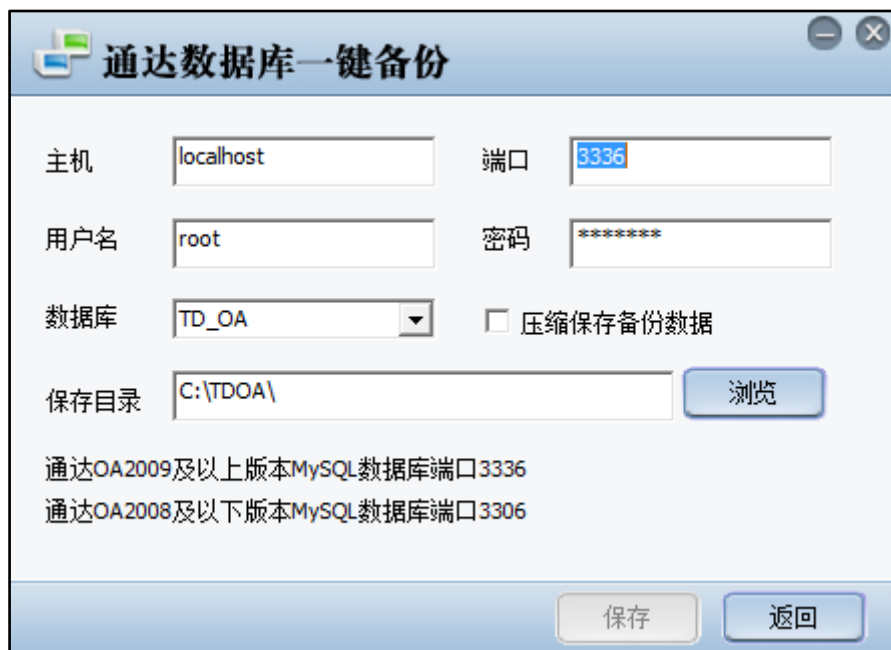 通达数据库一键备份
主机 localhost 端口 3336
用户名 root 密码 *******
数据库 TD_OA 压缩保存备份数据
保存目录 C:\TDOA\ 浏览
通达OA2009及以上版本MySQL数据库端口3336
通达OA2008及以下版本MySQL数据库端口3306
保存 返回